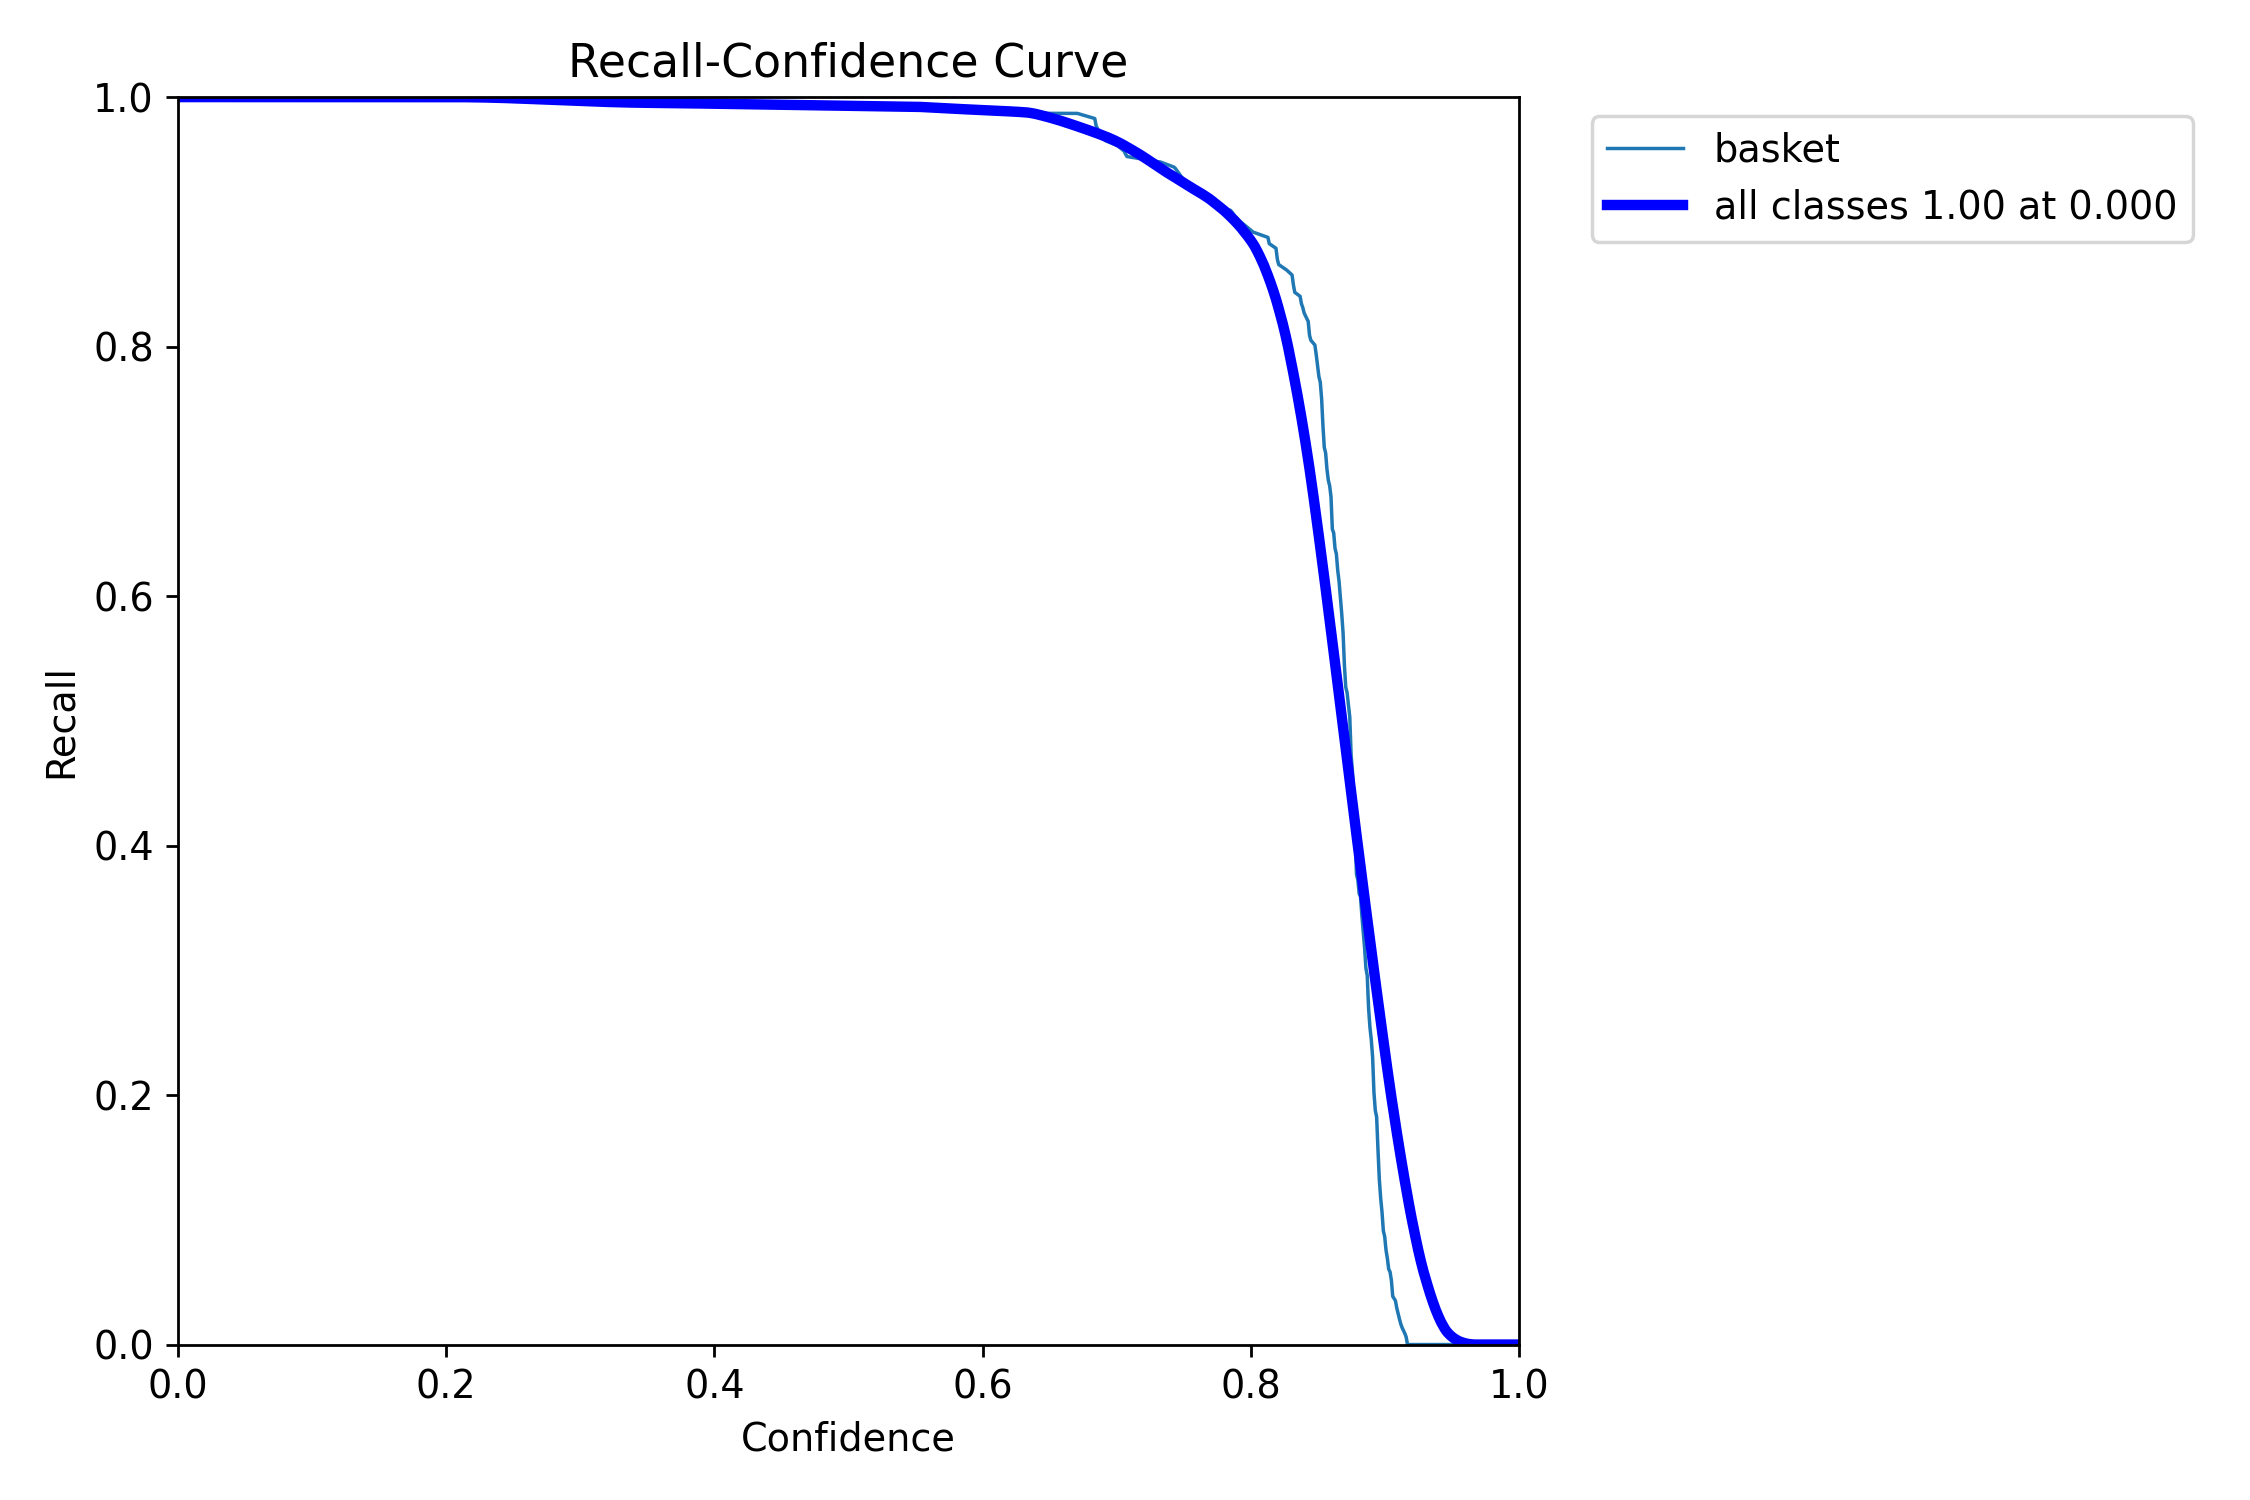 Recall-Confidence Curve
1.0
0.8
0.6
0.4
0.2
0.0
Recall
0.0 0.2 0.4 0.6 0.8 1.0
Confidence
basket
all classes 1.00 at 0.000